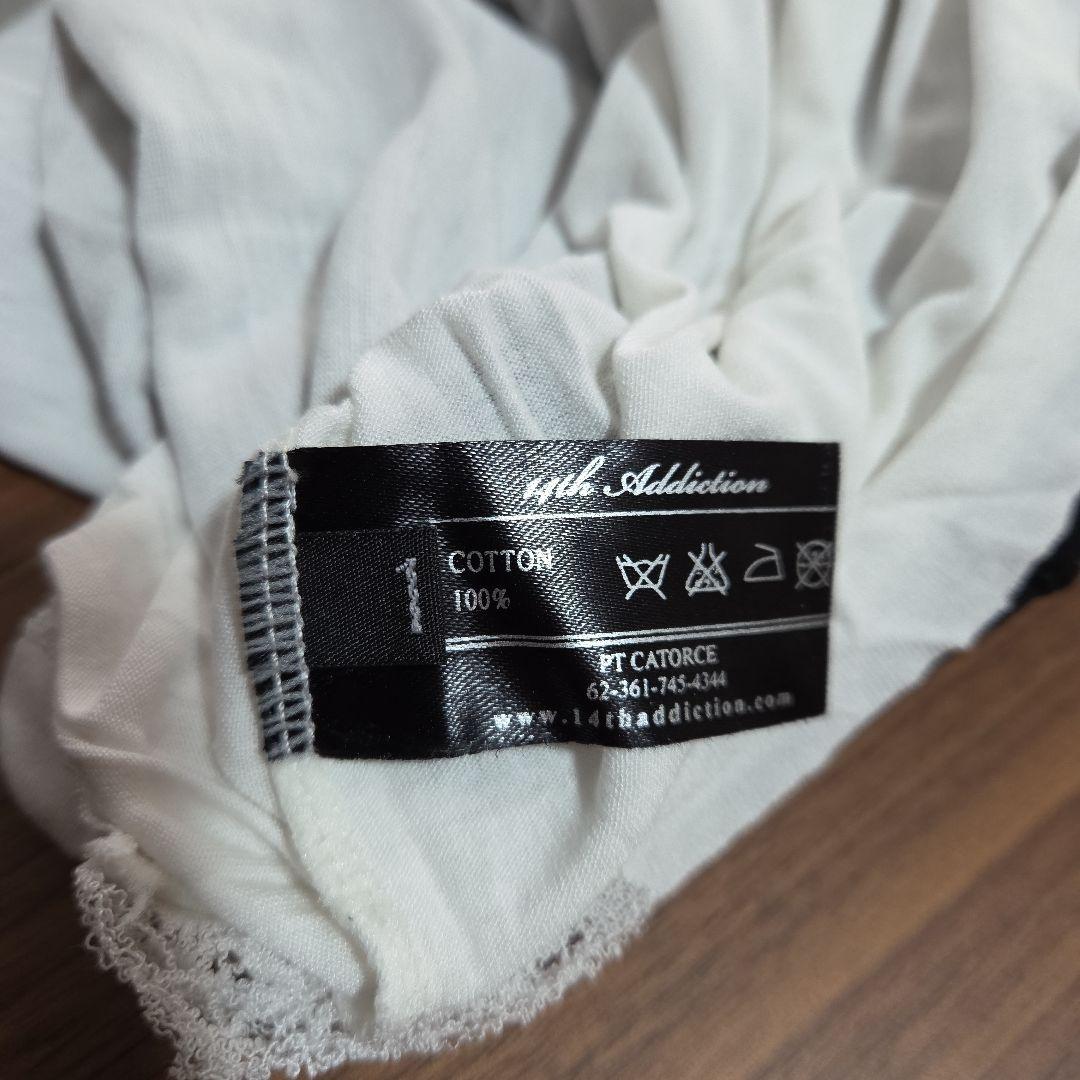 14th Addiction
1
COTTON
100%
PT CATORCE
62-361-745-4344
www.14thaddiction.com